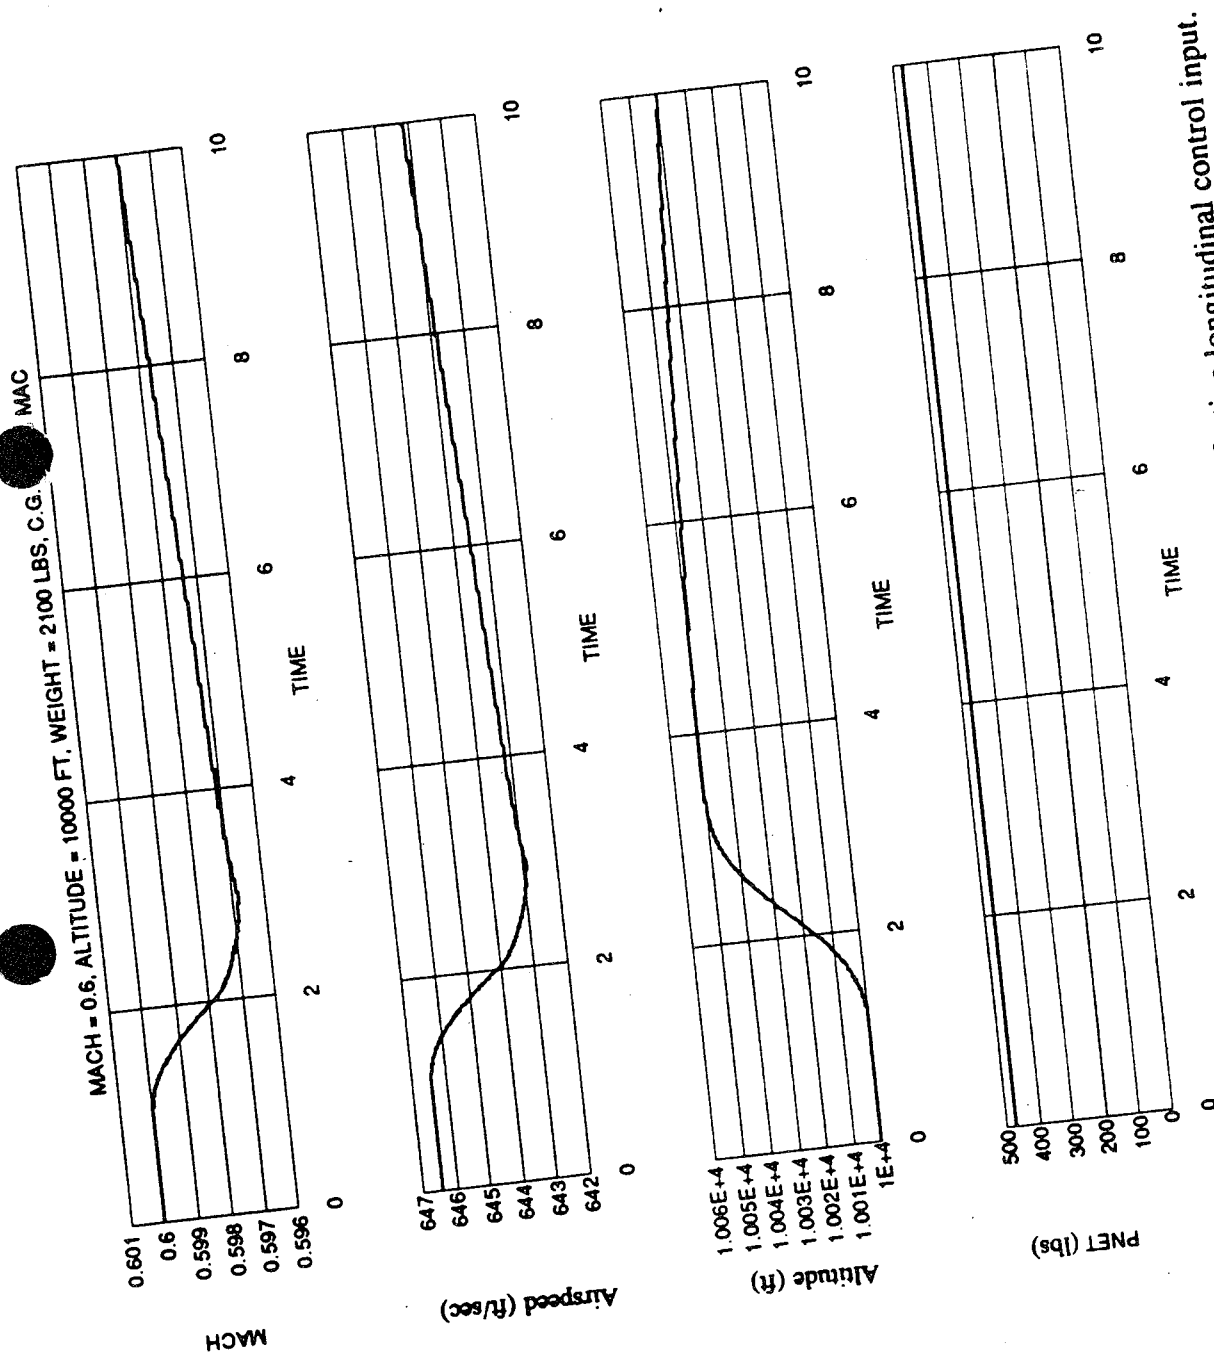 MACH = 0.6, ALTITUDE = 10000 FT, WEIGHT = 2100 LBS, C.G. MAC
MACH
0.601
0.6
0.599
0.598
0.597
0.596
0 2 4 6 8 10
TIME
Airspeed (ft/sec)
647
646
645
644
643
642
0 2 4 6 8 10
TIME
Altitude (ft)
1.006E+4
1.005E+4
1.004E+4
1.003E+4
1.002E+4
1.001E+4
1E+4
0 2 4 6 8 10
TIME
PNET (lbs)
500
400
300
200
100
0
0 2 4 6 8 10
TIME
longitudinal control input.